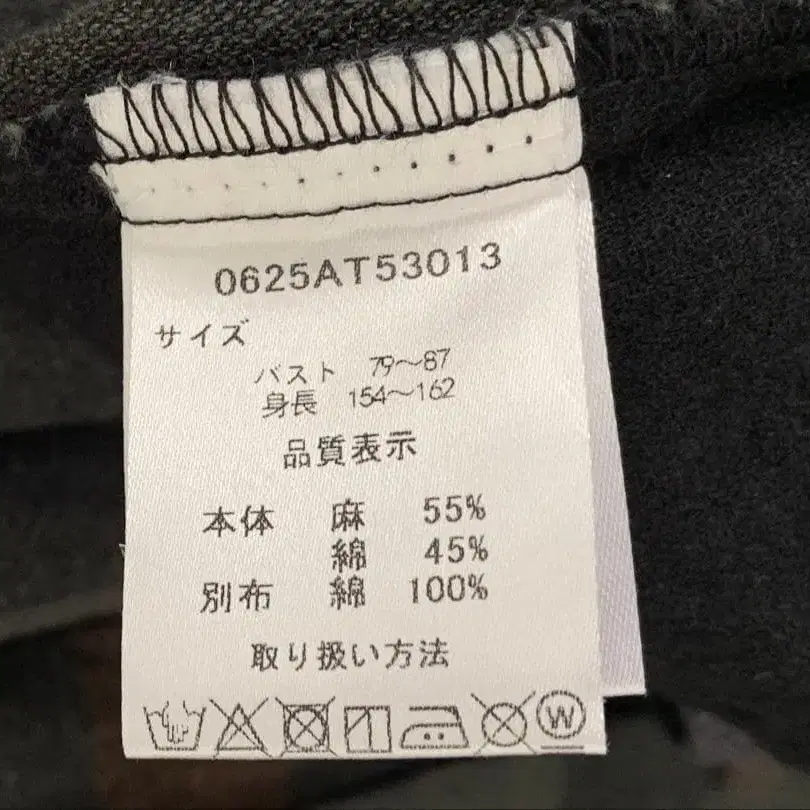 0625AT53013
サイズ
バスト 79～87
身長 154～162
品質表示
本体 麻 55%
綿 45%
別布 綿 100%
取り扱い方法
W